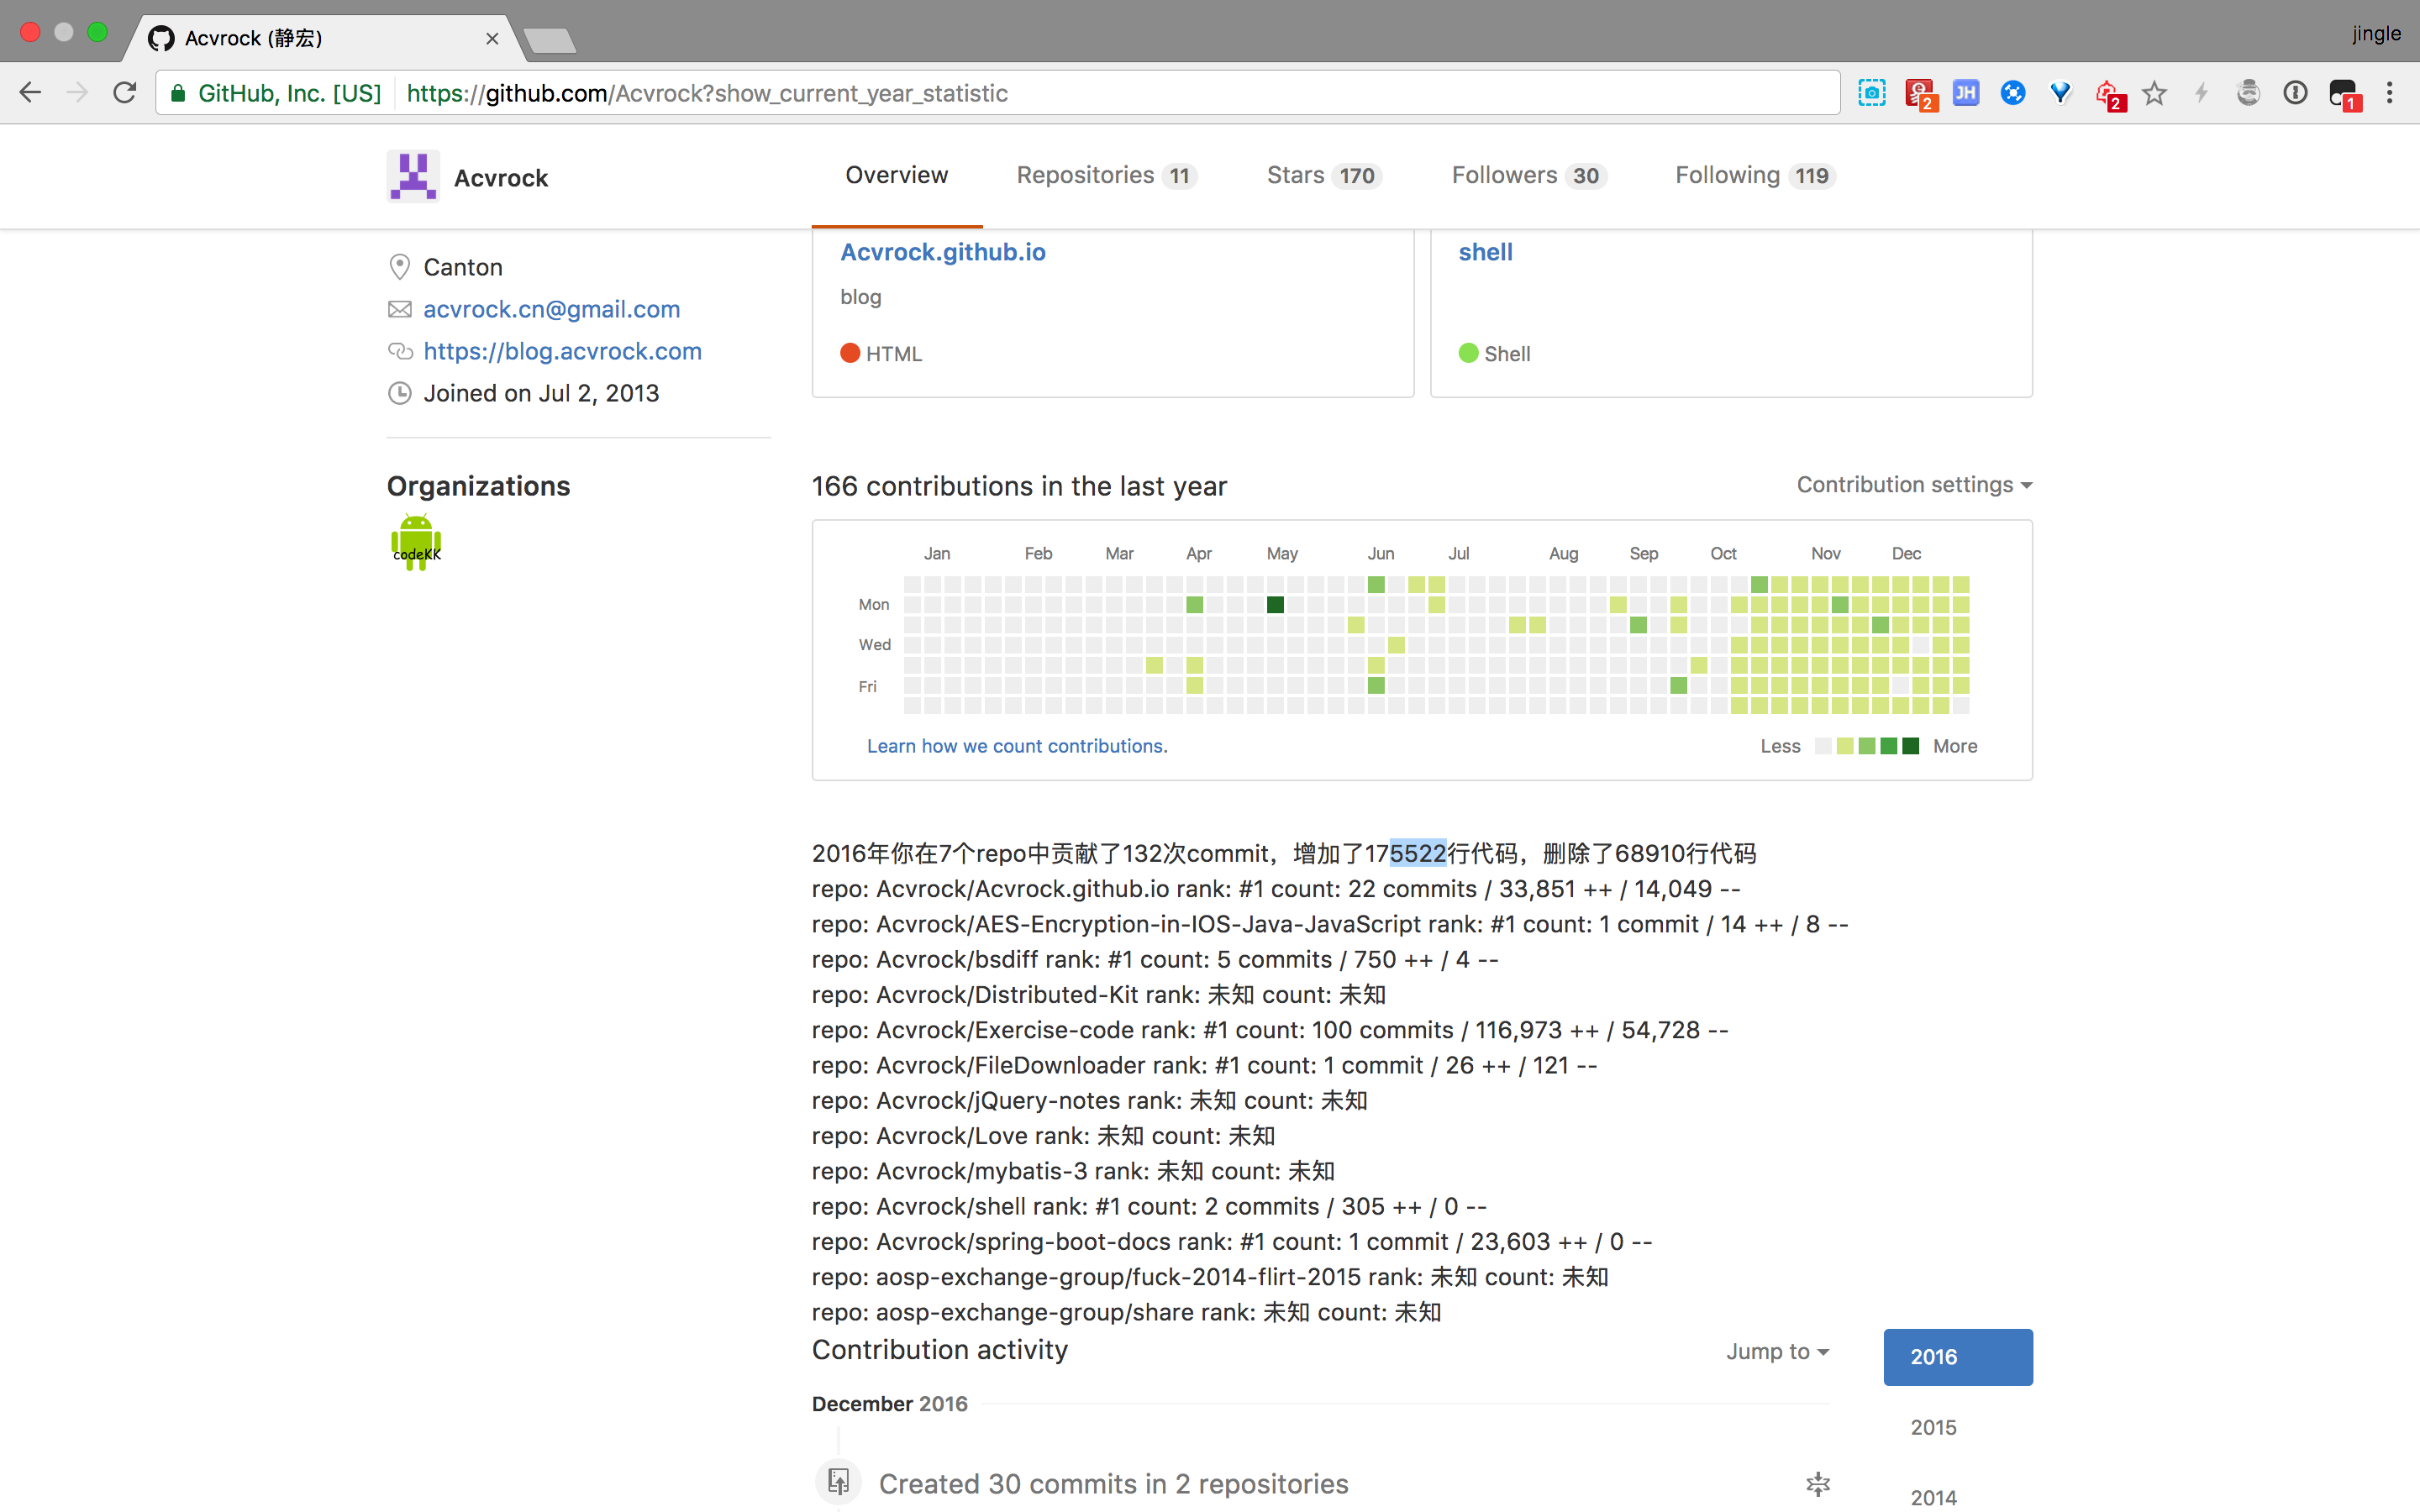 Acvrock (静宏)
jingle
GitHub, Inc. [US] https://github.com/Acvrock?show_current_year_statistic
2
JH
2
1
Acvrock
Overview Repositories 11 Stars 170 Followers 30 Following 119
Canton
acvrock.cn@gmail.com
https://blog.acvrock.com
Joined on Jul 2, 2013
Organizations
codeKK
Acvrock.github.io
blog
HTML
shell
Shell
166 contributions in the last year
Contribution settings
Jan Feb Mar Apr May Jun Jul Aug Sep Oct Nov Dec
Mon
Wed
Fri
Learn how we count contributions.
Less More
2016年你在7个repo中贡献了132次commit，增加了175522行代码，删除了68910行代码
repo: Acvrock/Acvrock.github.io rank: #1 count: 22 commits / 33,851 ++ / 14,049 --
repo: Acvrock/AES-Encryption-in-IOS-Java-JavaScript rank: #1 count: 1 commit / 14 ++ / 8 --
repo: Acvrock/bsdiff rank: #1 count: 5 commits / 750 ++ / 4 --
repo: Acvrock/Distributed-Kit rank: 未知 count: 未知
repo: Acvrock/Exercise-code rank: #1 count: 100 commits / 116,973 ++ / 54,728 --
repo: Acvrock/FileDownloader rank: #1 count: 1 commit / 26 ++ / 121 --
repo: Acvrock/jQuery-notes rank: 未知 count: 未知
repo: Acvrock/Love rank: 未知 count: 未知
repo: Acvrock/mybatis-3 rank: 未知 count: 未知
repo: Acvrock/shell rank: #1 count: 2 commits / 305 ++ / 0 --
repo: Acvrock/spring-boot-docs rank: #1 count: 1 commit / 23,603 ++ / 0 --
repo: aosp-exchange-group/fuck-2014-flirt-2015 rank: 未知 count: 未知
repo: aosp-exchange-group/share rank: 未知 count: 未知
Contribution activity
Jump to
2016
2015
2014
December 2016
Created 30 commits in 2 repositories